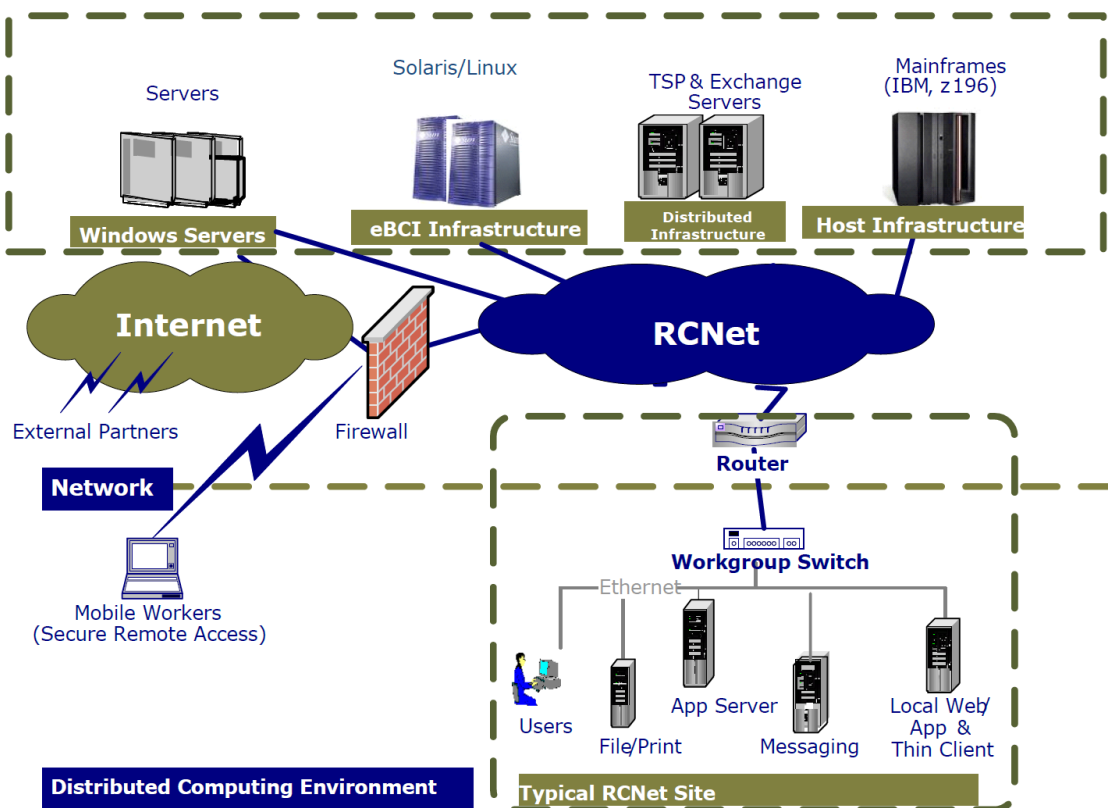 Solaris/Linux
Servers
TSP & Exchange
Servers
Mainframes
(IBM, z196)
Windows Servers
eBCI Infrastructure
Distributed
Infrastructure
Host Infrastructure
Internet
RCNet
External Partners
Firewall
Router
Network
Workgroup Switch
Ethernet
Mobile Workers
(Secure Remote Access)
Users
File/Print
App Server
Messaging
Local Web/
App &
Thin Client
Distributed Computing Environment
Typical RCNet Site